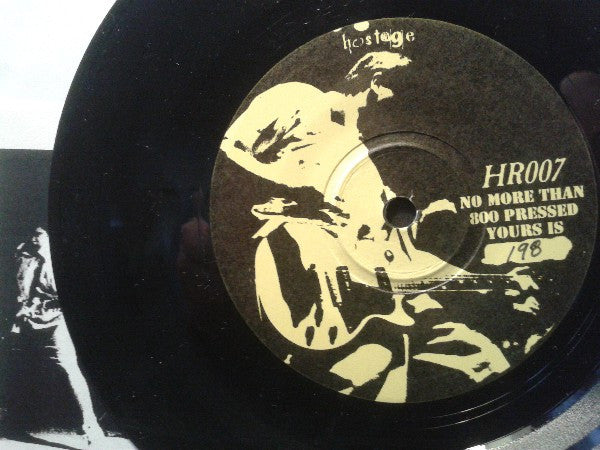 hostage
HR007
NO MORE THAN
800 PRESSED
YOURS IS
198